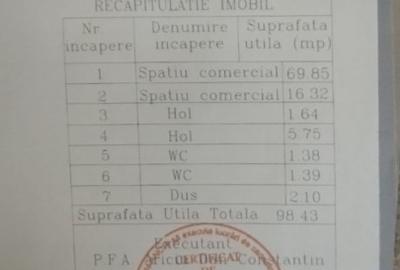 RECAPITULATIE IMOBIL
Nr. incapere Denumire incapere Suprafata utila (mp)
1 Spatiu comercial 69.85
2 Spatiu comercial 16.32
3 Hol 1.64
4 Hol 5.75
5 WC 1.38
6 WC 1.39
7 Dus 2.10
Suprafata Utila Totala 98.43
Executant
P.F.A. Constantin
CERTIFICAT
DE